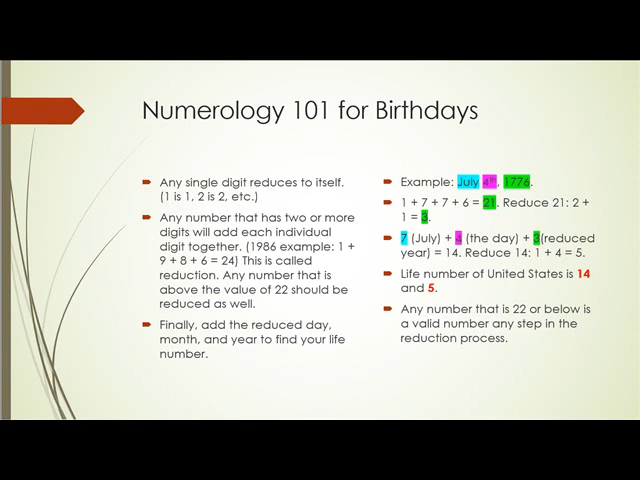 Numerology 101 for Birthdays
Any single digit reduces to itself.
(1 is 1, 2 is 2, etc.)
Any number that has two or more
digits will add each individual
digit together. (1986 example: 1 +
9 + 8 + 6 = 24) This is called
reduction. Any number that is
above the value of 22 should be
reduced as well.
Finally, add the reduced day,
month, and year to find your life
number.
Example: July 4th, 1776.
1 + 7 + 7 + 6 = 21. Reduce 21: 2 +
1 = 3.
7 (July) + 4 (the day) + 3(reduced
year) = 14. Reduce 14: 1 + 4 = 5.
Life number of United States is 14
and 5.
Any number that is 22 or below is
a valid number any step in the
reduction process.